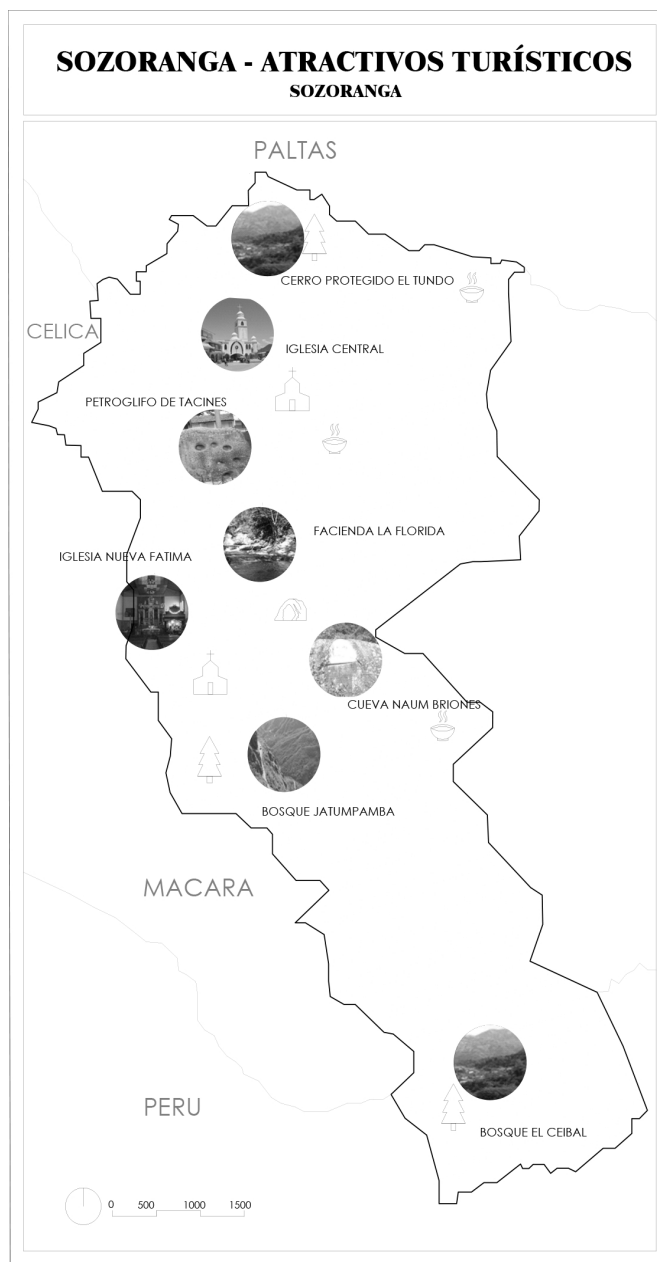 SOZORANGA - ATRACTIVOS TURÍSTICOS
SOZORANGA
PALTAS
CERRO PROTEGIDO EL TUNDO
CELICA
IGLESIA CENTRAL
PETROGLIFO DE TACINES
FACIENDA LA FLORIDA
IGLESIA NUEVA FATIMA
CUEVA NAUM BRIONES
BOSQUE JATUMPAMBA
MACARA
PERU
BOSQUE EL CEIBAL
0 500 1000 1500